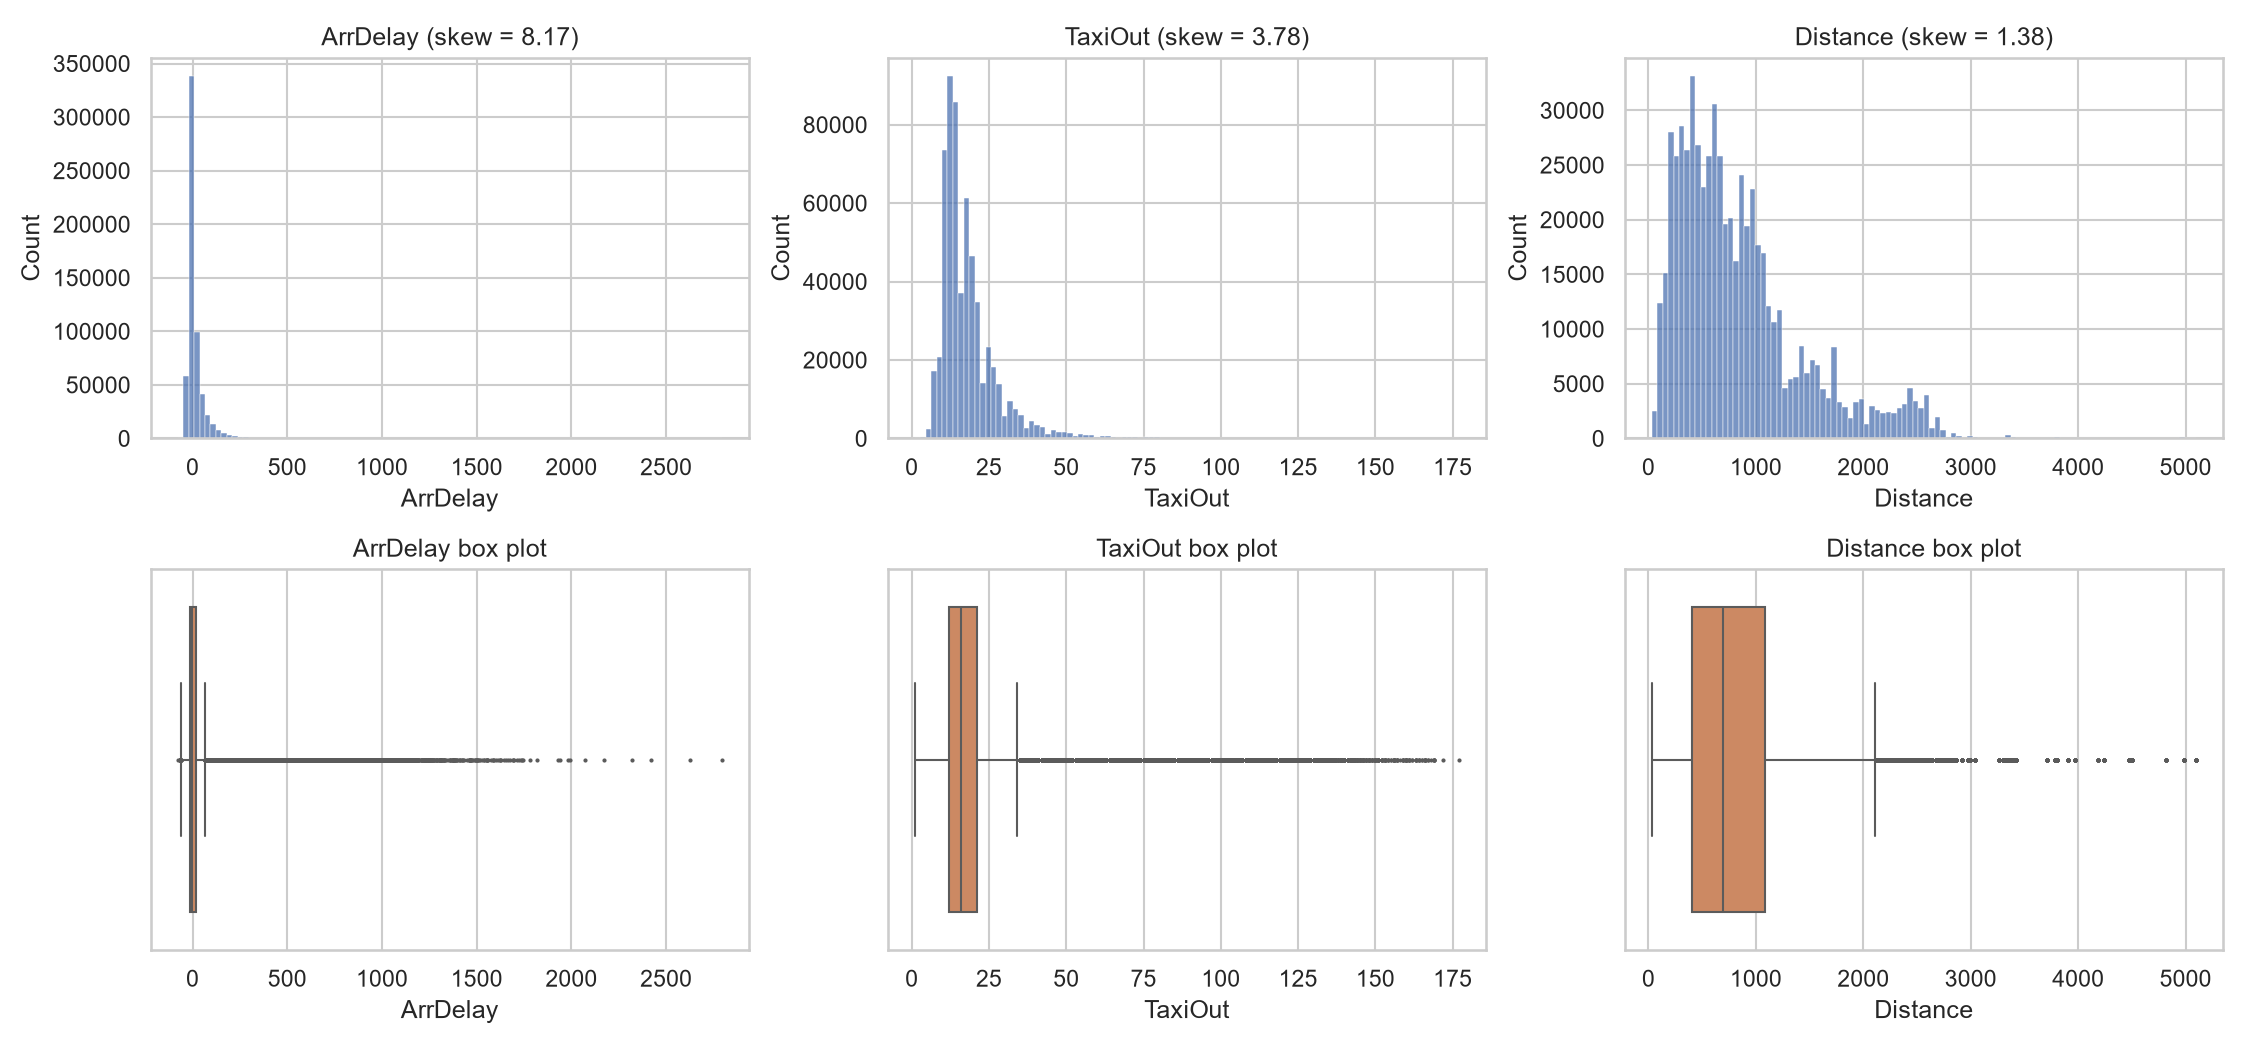 ArrDelay (skew = 8.17)
350000
300000
250000
200000
150000
100000
50000
0
Count
0 500 1000 1500 2000 2500
ArrDelay
TaxiOut (skew = 3.78)
80000
60000
40000
20000
0
Count
0 25 50 75 100 125 150 175
TaxiOut
Distance (skew = 1.38)
30000
25000
20000
15000
10000
5000
0
Count
0 1000 2000 3000 4000 5000
Distance
ArrDelay box plot
0 500 1000 1500 2000 2500
ArrDelay
TaxiOut box plot
0 25 50 75 100 125 150 175
TaxiOut
Distance box plot
0 1000 2000 3000 4000 5000
Distance